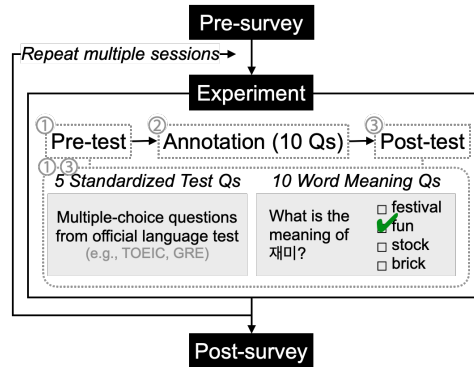 Pre-survey
Repeat multiple sessions
Experiment
① ② ③
Pre-test Annotation (10 Qs) Post-test
① ③
5 Standardized Test Qs 10 Word Meaning Qs
Multiple-choice questions
from official language test
(e.g., TOEIC, GRE)
What is the
meaning of
재미?
festival
fun
stock
brick
Post-survey